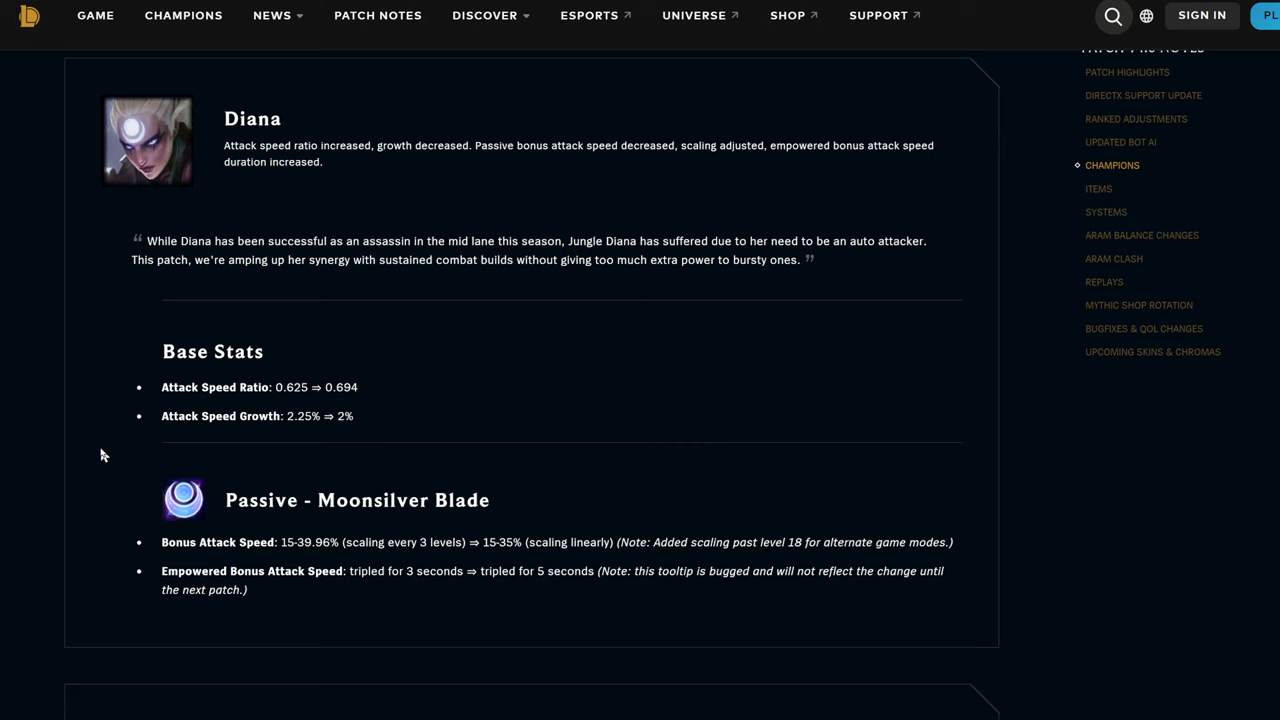 GAME CHAMPIONS NEWS PATCH NOTES DISCOVER ESPORTS UNIVERSE SHOP SUPPORT SIGN IN PL
PATCH HIGHLIGHTS
DIRECTX SUPPORT UPDATE
RANKED ADJUSTMENTS
UPDATED BOT AI
CHAMPIONS
ITEMS
SYSTEMS
ARAM BALANCE CHANGES
ARAM CLASH
REPLAYS
MYTHIC SHOP ROTATION
BUGFIXES & QOL CHANGES
UPCOMING SKINS & CHROMAS
Diana
Attack speed ratio increased, growth decreased. Passive bonus attack speed decreased, scaling adjusted, empowered bonus attack speed
duration increased.
“ While Diana has been successful as an assassin in the mid lane this season, Jungle Diana has suffered due to her need to be an auto attacker.
This patch, we're amping up her synergy with sustained combat builds without giving too much extra power to bursty ones. ”
Base Stats
• Attack Speed Ratio: 0.625 ⇒ 0.694
• Attack Speed Growth: 2.25% ⇒ 2%
Passive - Moonsilver Blade
• Bonus Attack Speed: 15-39.96% (scaling every 3 levels) ⇒ 15-35% (scaling linearly) (Note: Added scaling past level 18 for alternate game modes.)
• Empowered Bonus Attack Speed: tripled for 3 seconds ⇒ tripled for 5 seconds (Note: this tooltip is bugged and will not reflect the change until
the next patch.)